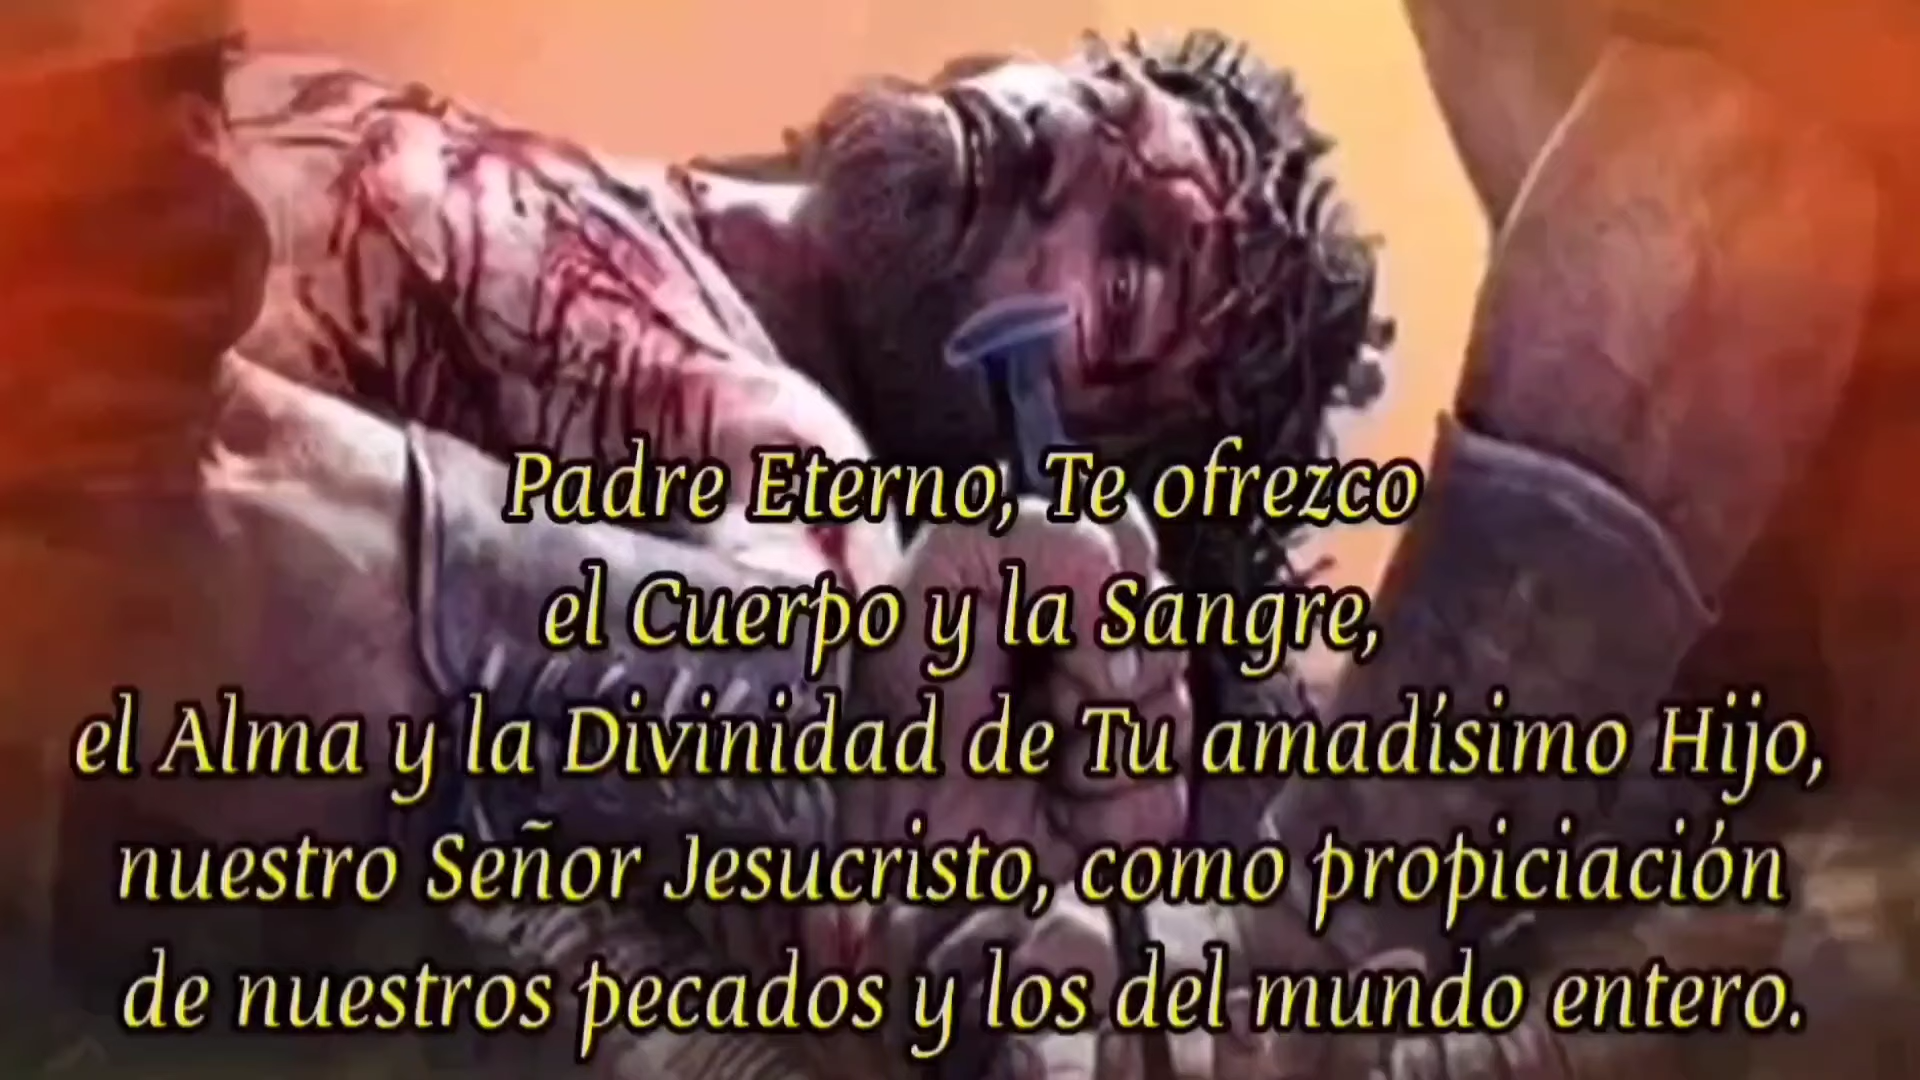 Padre Eterno, Te ofrezco
el Cuerpo y la Sangre,
el Alma y la Divinidad de Tu amadísimo Hijo,
nuestro Señor Jesucristo, como propiciación
de nuestros pecados y los del mundo entero.